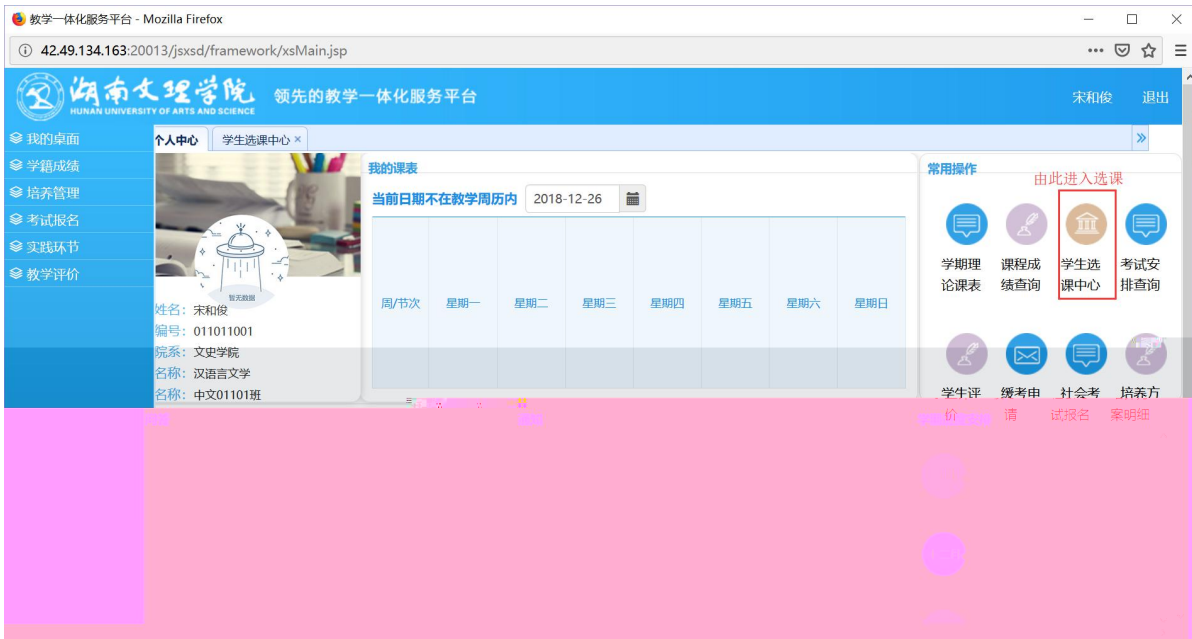 教学一体化服务平台 - Mozilla Firefox
42.49.134.163:20013/jsxsd/framework/xsMain.jsp
湖南文理学院
HUNAN UNIVERSITY OF ARTS AND SCIENCE
领先的教学一体化服务平台
宋和俊 退出
我的桌面
学籍成绩
培养管理
考试报名
实践环节
教学评价
个人中心 学生选课中心 ×
暂无数据
姓名：宋和俊
编号：011011001
院系：文史学院
名称：汉语言文学
名称：中文01101班
我的课表
当前日期不在教学周历内 2018-12-26
周/节次 星期一 星期二 星期三 星期四 星期五 星期六 星期日
常用操作
由此进入选课
学期理论课表
课程成绩查询
学生选课中心
考试安排查询
学生评价
缓考申请
社会考试报名
培养方案明细